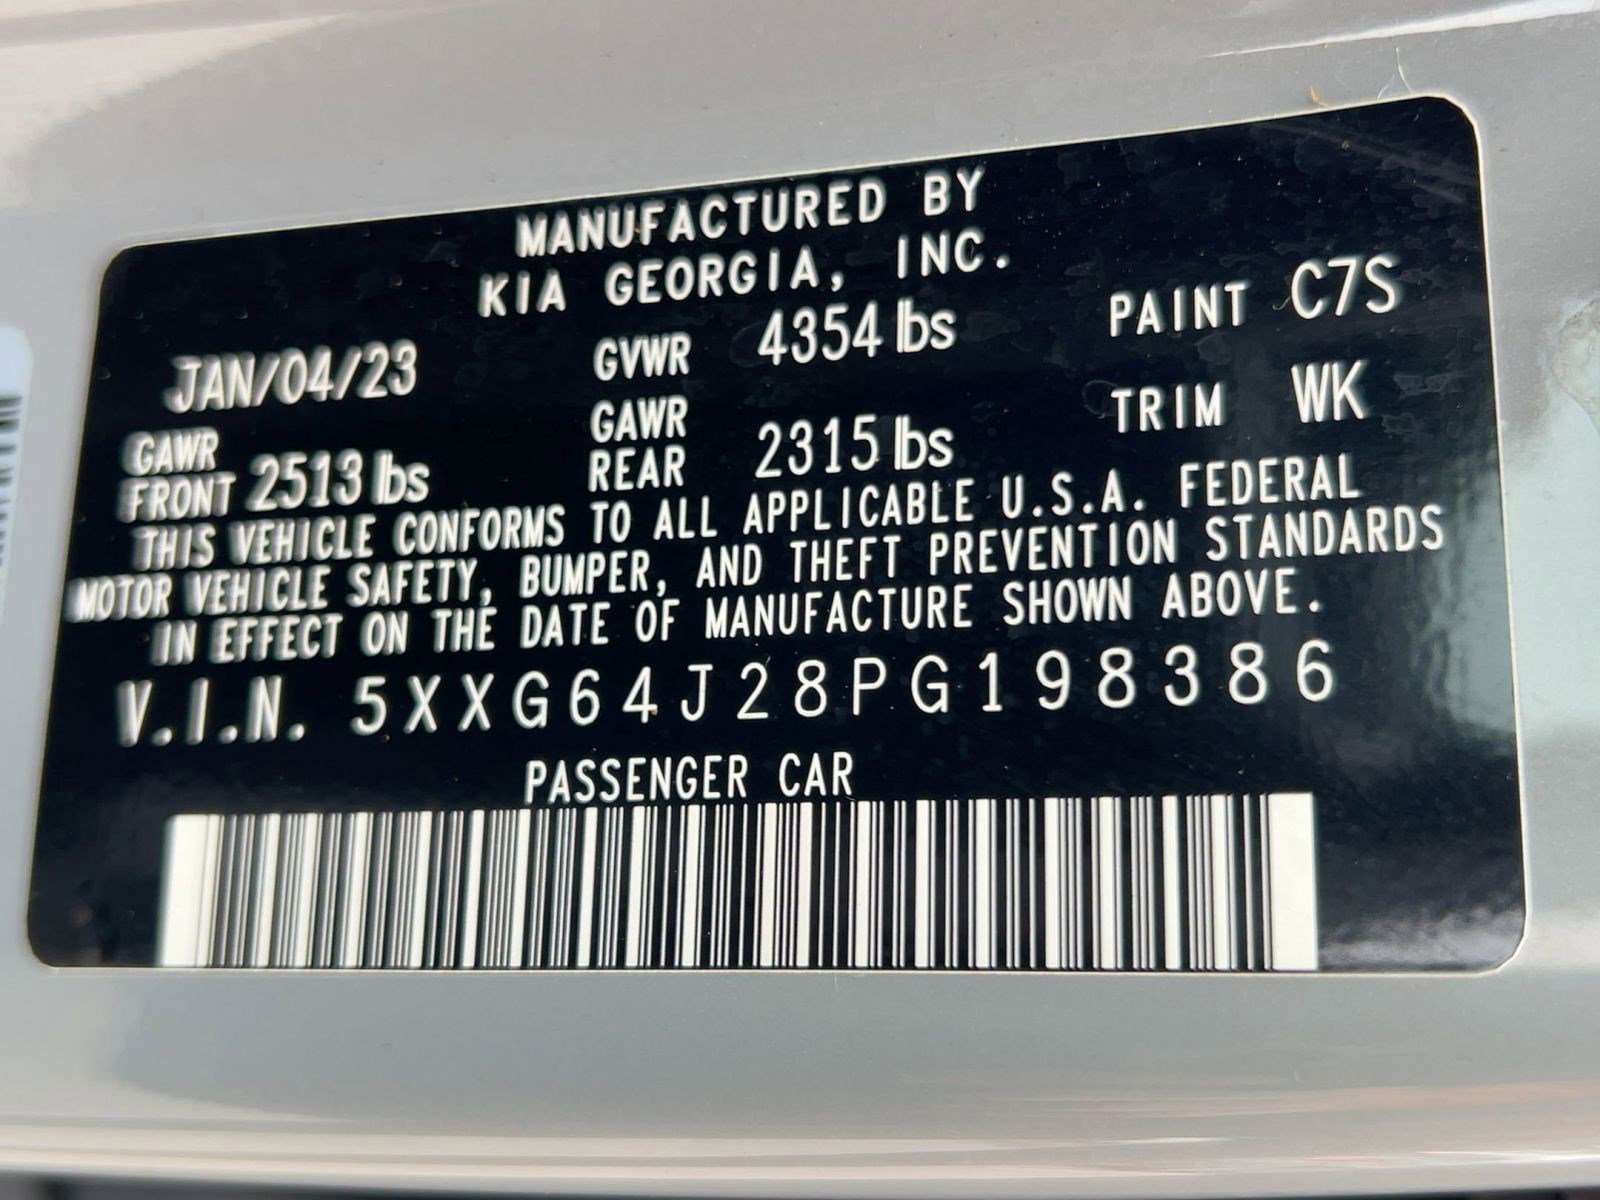 MANUFACTURED BY
KIA GEORGIA, INC.
JAN/04/23 GVWR 4354 lbs PAINT C7S
GAWR FRONT 2513 lbs GAWR REAR 2315 lbs TRIM WK
THIS VEHICLE CONFORMS TO ALL APPLICABLE U.S.A. FEDERAL
MOTOR VEHICLE SAFETY, BUMPER, AND THEFT PREVENTION STANDARDS
IN EFFECT ON THE DATE OF MANUFACTURE SHOWN ABOVE.
V.I.N. 5XXG64J28PG198386
PASSENGER CAR